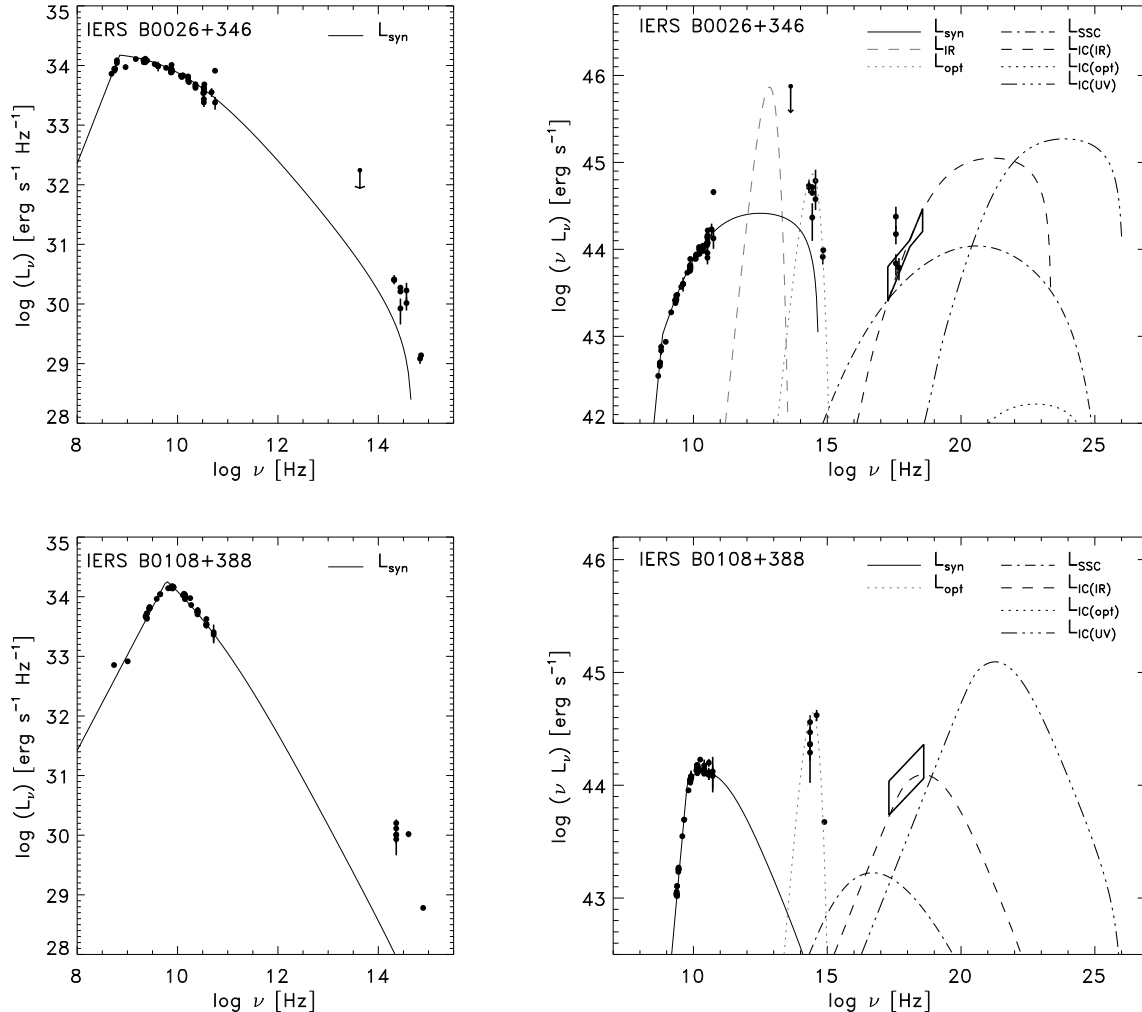 IERS B0026+346
L_syn
35
34
33
32
31
30
29
28
log (L_ν) [erg s⁻¹ Hz⁻¹]
8 10 12 14
log ν [Hz]
IERS B0026+346
L_syn
L_IR
L_opt
L_SSC
L_IC(IR)
L_IC(opt)
L_IC(UV)
46
45
44
43
42
log (ν L_ν) [erg s⁻¹]
10 15 20 25
log ν [Hz]
IERS B0108+388
L_syn
35
34
33
32
31
30
29
28
log (L_ν) [erg s⁻¹ Hz⁻¹]
8 10 12 14
log ν [Hz]
IERS B0108+388
L_syn
L_opt
L_SSC
L_IC(IR)
L_IC(opt)
L_IC(UV)
46
45
44
43
log (ν L_ν) [erg s⁻¹]
10 15 20 25
log ν [Hz]